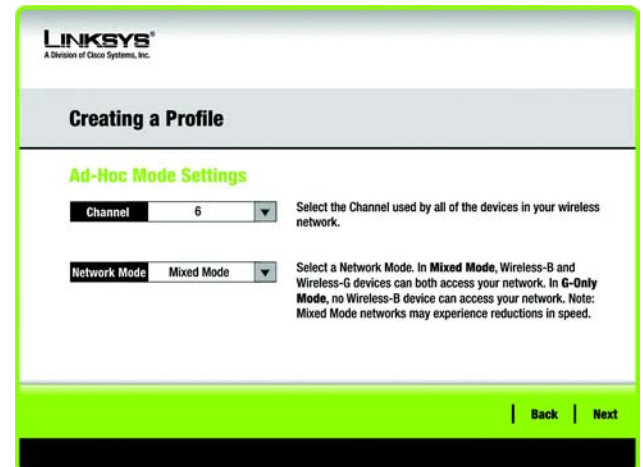 LINKSYS®
A Division of Cisco Systems, Inc.
Creating a Profile
Ad-Hoc Mode Settings
Channel 6
Select the Channel used by all of the devices in your wireless
network.
Network Mode Mixed Mode
Select a Network Mode. In Mixed Mode, Wireless-B and
Wireless-G devices can both access your network. In G-Only
Mode, no Wireless-B device can access your network. Note:
Mixed Mode networks may experience reductions in speed.
Back Next